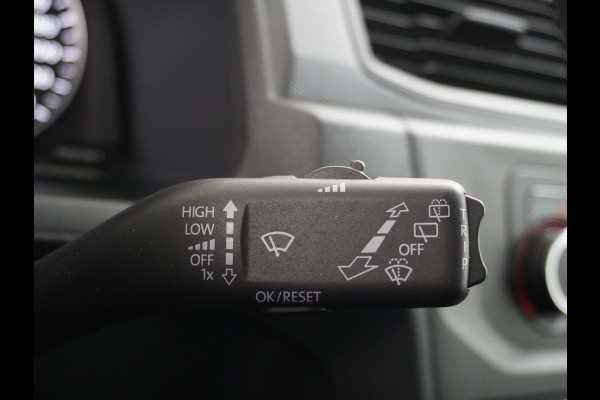 HIGH
LOW
OFF
1x
OFF
TRIP
OK/RESET